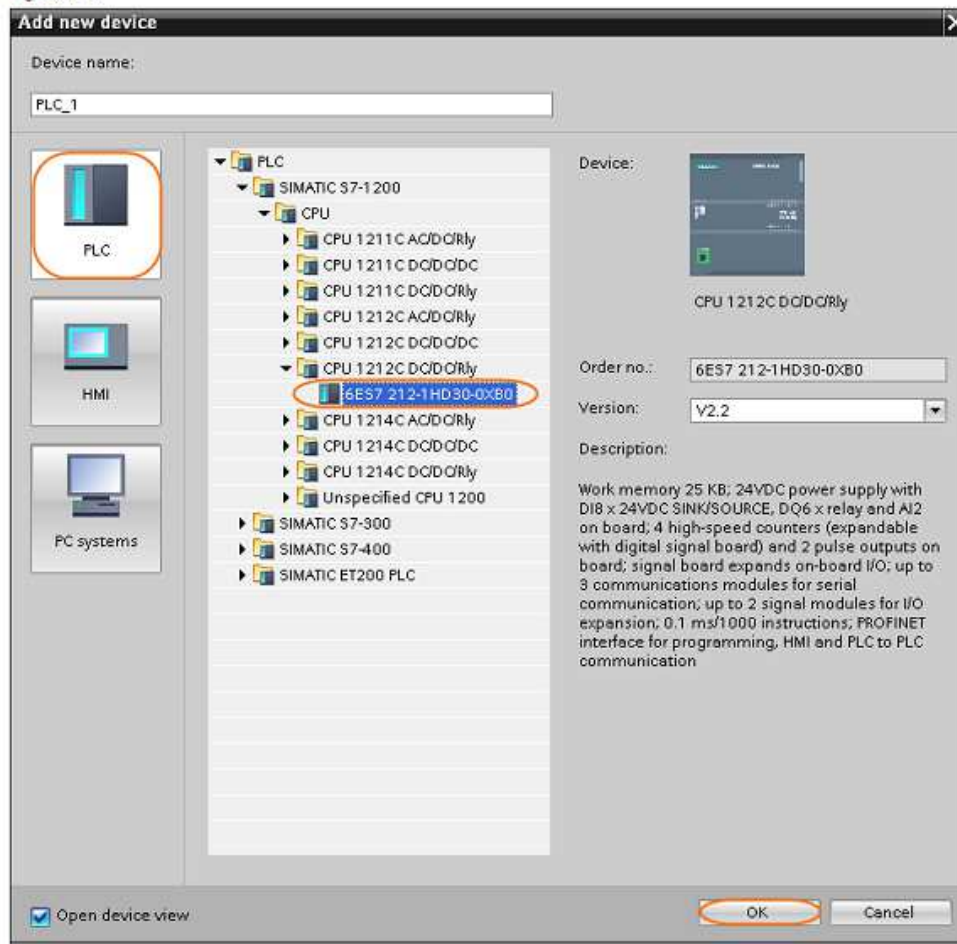 Add new device
Device name:
PLC_1
PLC
HMI
PC systems
PLC
SIMATIC S7-1200
CPU
CPU 1211C AC/DC/Rly
CPU 1211C DC/DC/DC
CPU 1211C DC/DC/Rly
CPU 1212C AC/DC/Rly
CPU 1212C DC/DC/DC
CPU 1212C DC/DC/Rly
6ES7 212-1HD30-0XB0
CPU 1214C AC/DC/Rly
CPU 1214C DC/DC/DC
CPU 1214C DC/DC/Rly
Unspecified CPU 1200
SIMATIC S7-300
SIMATIC S7-400
SIMATIC ET200 PLC
Device:
CPU 1212C DC/DC/Rly
Order no.: 6ES7 212-1HD30-0XB0
Version: V2.2
Description:
Work memory 25 KB; 24VDC power supply with
DI8 x 24VDC SINK/SOURCE, DQ6 x relay and AI2
on board; 4 high-speed counters (expandable
with digital signal board) and 2 pulse outputs on
board; signal board expands on-board I/O; up to
3 communications modules for serial
communication; up to 2 signal modules for I/O
expansion; 0.1 ms/1000 instructions; PROFINET
interface for programming, HMI and PLC to PLC
communication
Open device view
OK
Cancel